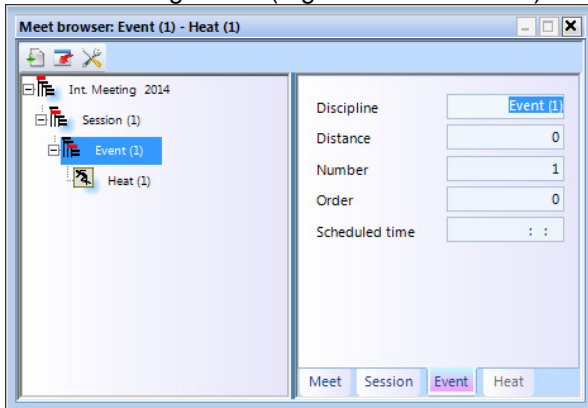 Meet browser: Event (1) - Heat (1)
Int. Meeting 2014
Session (1)
Event (1)
Heat (1)
Discipline Event (1)
Distance 0
Number 1
Order 0
Scheduled time : :
Meet Session Event Heat